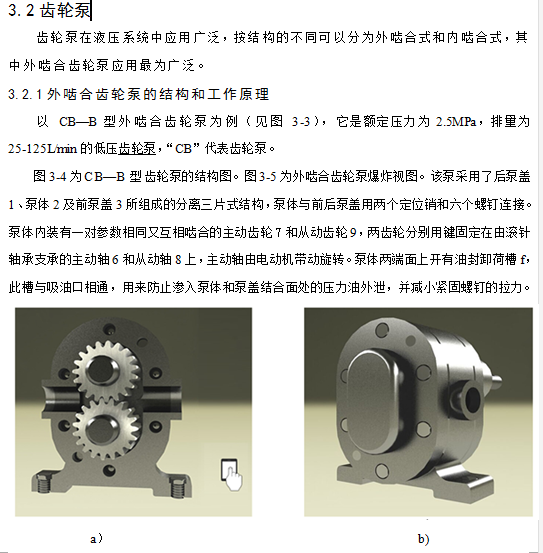 3.2 齿轮泵
齿轮泵在液压系统中应用广泛，按结构的不同可以分为外啮合式和内啮合式，其
中外啮合齿轮泵应用最为广泛。
3.2.1 外啮合齿轮泵的结构和工作原理
以 CB—B 型外啮合齿轮泵为例（见图 3-3），它是额定压力为 2.5MPa，排量为
25-125L/min 的低压齿轮泵，“CB”代表齿轮泵。
图 3-4 为 CB—B 型齿轮泵的结构图。图 3-5 为外啮合齿轮泵爆炸视图。该泵采用了后泵盖
1、泵体 2 及前泵盖 3 所组成的分离三片式结构，泵体与前后泵盖用两个定位销和六个螺钉连接。
泵体内装有一对参数相同又互相啮合的主动齿轮 7 和从动齿轮 9，两齿轮分别用键固定在由滚针
轴承支承的主动轴 6 和从动轴 8 上，主动轴由电动机带动旋转。泵体两端面上开有油封卸荷槽 f，
此槽与吸油口相通，用来防止渗入泵体和泵盖结合面处的压力油外泄，并减小紧固螺钉的拉力。
a） b)